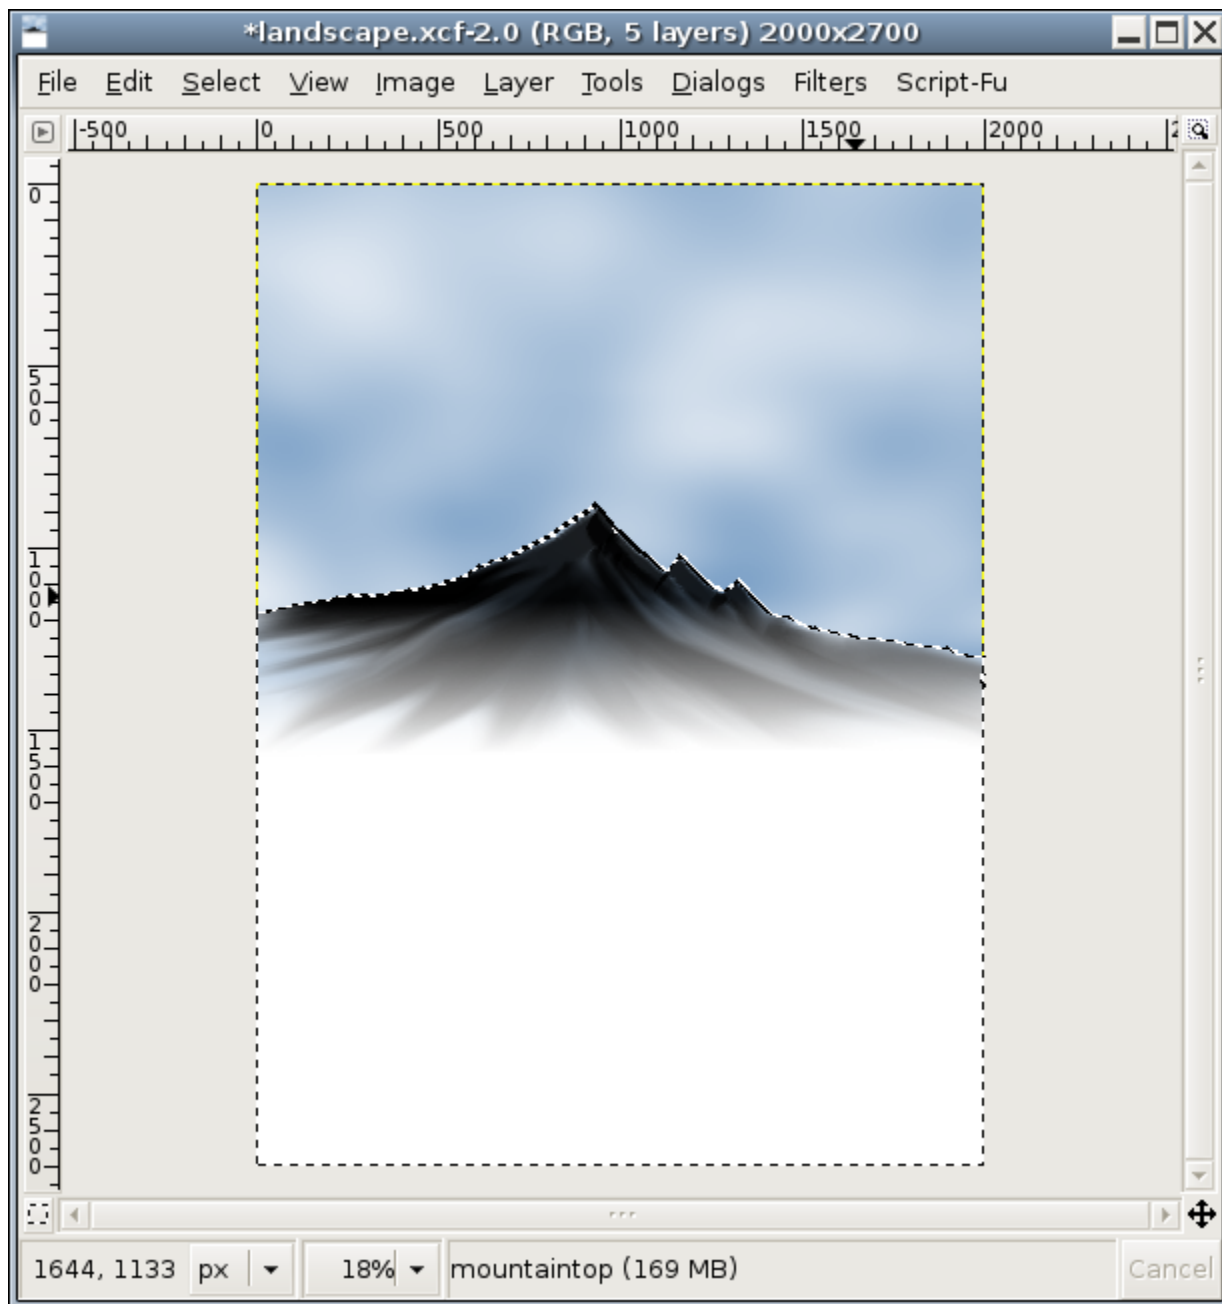 *landscape.xcf-2.0 (RGB, 5 layers) 2000x2700
File Edit Select View Image Layer Tools Dialogs Filters Script-Fu
-500 0 500 1000 1500 2000 2
0
500
1000
1500
2000
2500
1644, 1133 px 18% mountaintop (169 MB) Cancel